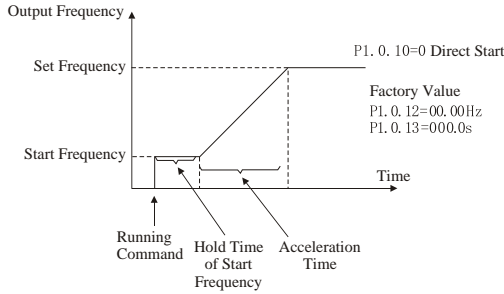 Output Frequency
P1. 0. 10=0 Direct Start
Set Frequency
Factory Value
P1. 0. 12=00. 00Hz
P1. 0. 13=000. 0s
Start Frequency
Time
Running
Command
Hold Time
of Start
Frequency
Acceleration
Time